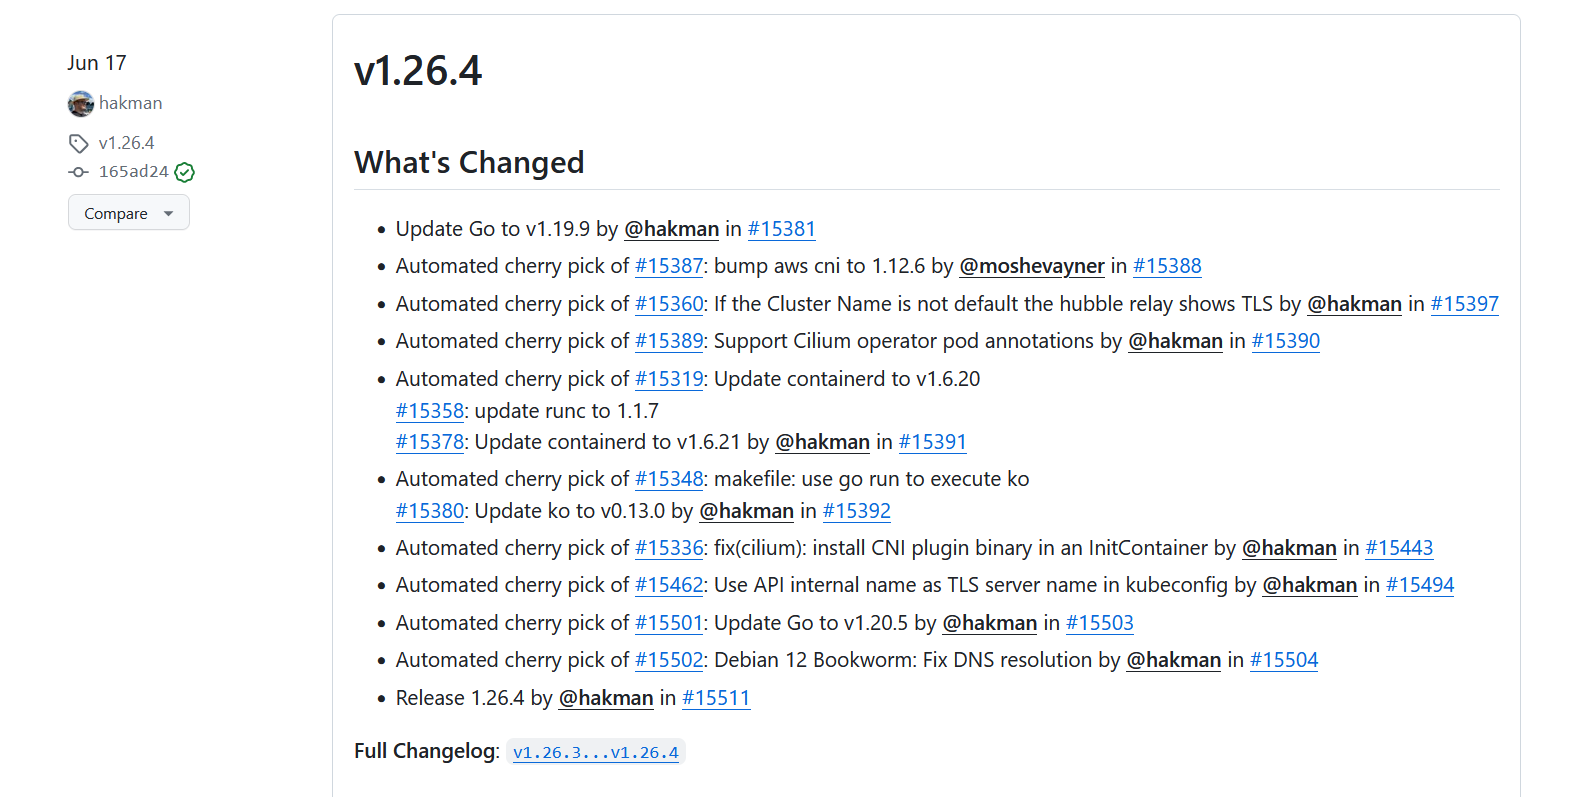 Jun 17
hakman
v1.26.4
165ad24
Compare
v1.26.4
What's Changed
Update Go to v1.19.9 by @hakman in #15381
Automated cherry pick of #15387: bump aws cni to 1.12.6 by @moshevayner in #15388
Automated cherry pick of #15360: If the Cluster Name is not default the hubble relay shows TLS by @hakman in #15397
Automated cherry pick of #15389: Support Cilium operator pod annotations by @hakman in #15390
Automated cherry pick of #15319: Update containerd to v1.6.20
#15358: update runc to 1.1.7
#15378: Update containerd to v1.6.21 by @hakman in #15391
Automated cherry pick of #15348: makefile: use go run to execute ko
#15380: Update ko to v0.13.0 by @hakman in #15392
Automated cherry pick of #15336: fix(cilium): install CNI plugin binary in an InitContainer by @hakman in #15443
Automated cherry pick of #15462: Use API internal name as TLS server name in kubeconfig by @hakman in #15494
Automated cherry pick of #15501: Update Go to v1.20.5 by @hakman in #15503
Automated cherry pick of #15502: Debian 12 Bookworm: Fix DNS resolution by @hakman in #15504
Release 1.26.4 by @hakman in #15511
Full Changelog: v1.26.3...v1.26.4